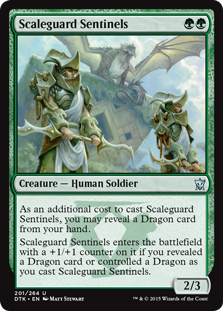 Scaleguard Sentinels
Creature — Human Soldier
As an additional cost to cast Scaleguard
Sentinels, you may reveal a Dragon card
from your hand.
Scaleguard Sentinels enters the battlefield
with a +1/+1 counter on it if you revealed
a Dragon card or controlled a Dragon as
you cast Scaleguard Sentinels.
2/3
201/264 U
DTK • EN Matt Stewart
™ & © 2015 Wizards of the Coast